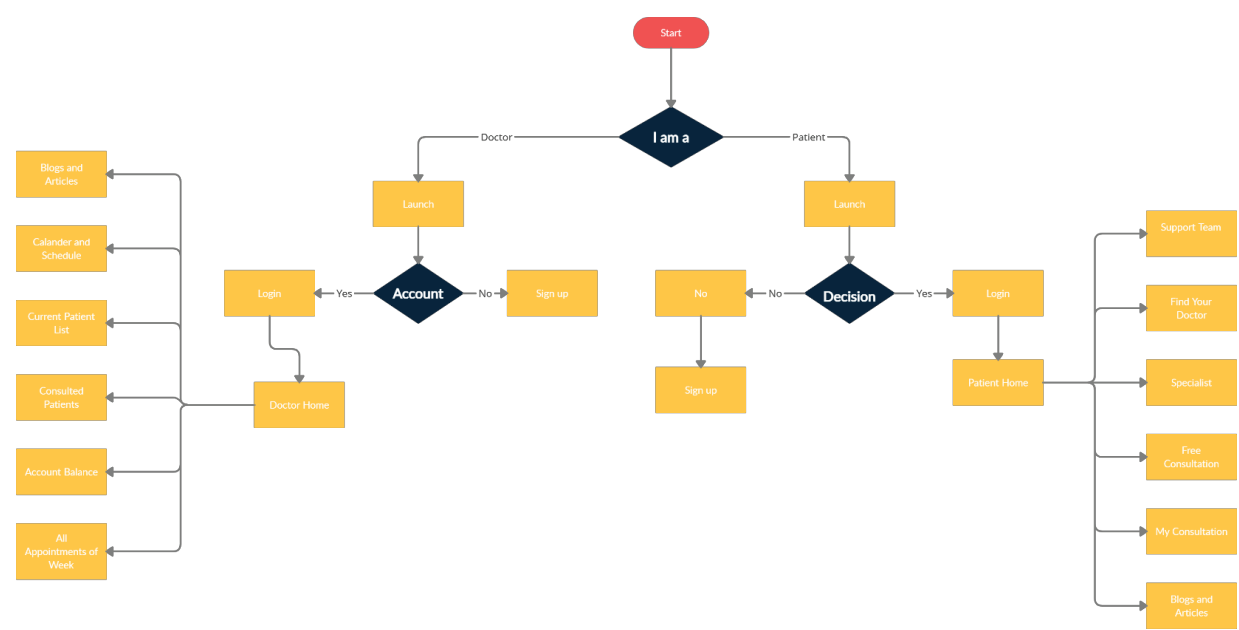 Start
I am a
Doctor
Patient
Launch
Launch
Account
Yes
No
Login
Sign up
Doctor Home
Blogs and
Articles
Calander and
Schedule
Current Patient
List
Consulted
Patients
Account Balance
All
Appointments of
Week
Decision
No
Yes
No
Sign up
Login
Patient Home
Support Team
Find Your
Doctor
Specialist
Free
Consultation
My Consultation
Blogs and
Articles